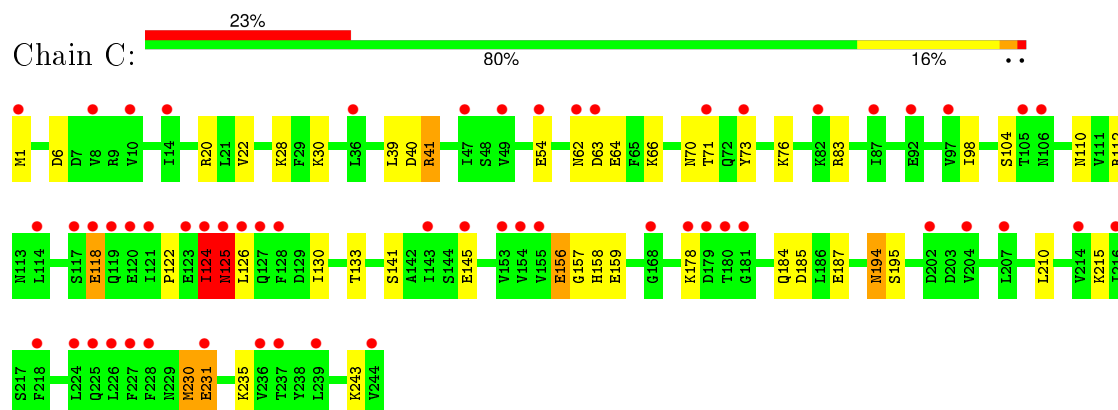 23%
Chain C:
80% 16% • •
M1 D6 D7 V8 R9 V10 I14 R20 L21 V22 K28 F29 K30 L36 L39 D40 R41 I47 S48 V49 E54 N62 D63 E64 F65 K66 N70 T71 Q72 Y73 K76 K82 R83 I87 E92 V97 I98 S104 T105 N106 N110 V111
N113 L114 S117 E118 Q119 E120 I121 P122 E123 I124 N125 L126 Q127 F128 D129 I130 T133 S141 A142 I143 S144 E145 V153 V154 V155 E156 G157 H158 E159 G168 K178 D179 T180 G181 Q184 D185 L186 E187 N194 S195 D202 D203 V204 L207 L210 V214 K215
S217 F218 L224 Q225 L226 F227 F228 N229 M230 E231 K235 V236 T237 Y238 L239 K243 V244